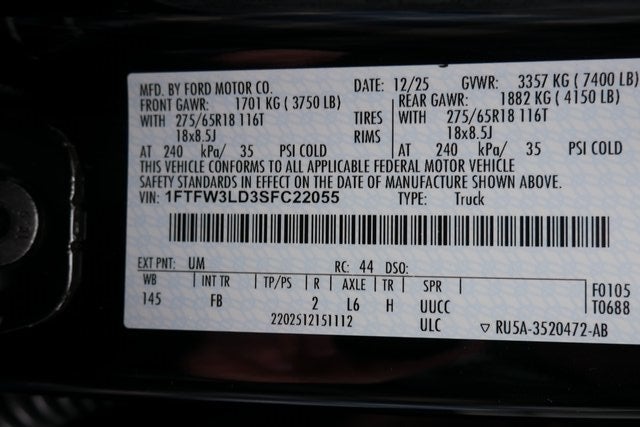 MFD. BY FORD MOTOR CO. DATE: 12/25 GVWR: 3357 KG ( 7400 LB)
FRONT GAWR: 1701 KG ( 3750 LB) REAR GAWR: 1882 KG ( 4150 LB)
WITH 275/65R18 116T TIRES WITH 275/65R18 116T
18x8.5J RIMS 18x8.5J
AT 240 kPa/ 35 PSI COLD AT 240 kPa/ 35 PSI COLD
THIS VEHICLE CONFORMS TO ALL APPLICABLE FEDERAL MOTOR VEHICLE
SAFETY STANDARDS IN EFFECT ON THE DATE OF MANUFACTURE SHOWN ABOVE.
VIN: 1FTFW3LD3SFC22055 TYPE: Truck
EXT PNT: UM RC: 44 DSO:
WB INT TR TP/PS R AXLE TR SPR F0105
145 FB 2 L6 H UUCC T0688
2202512151112 ULC ▽ RU5A-3520472-AB